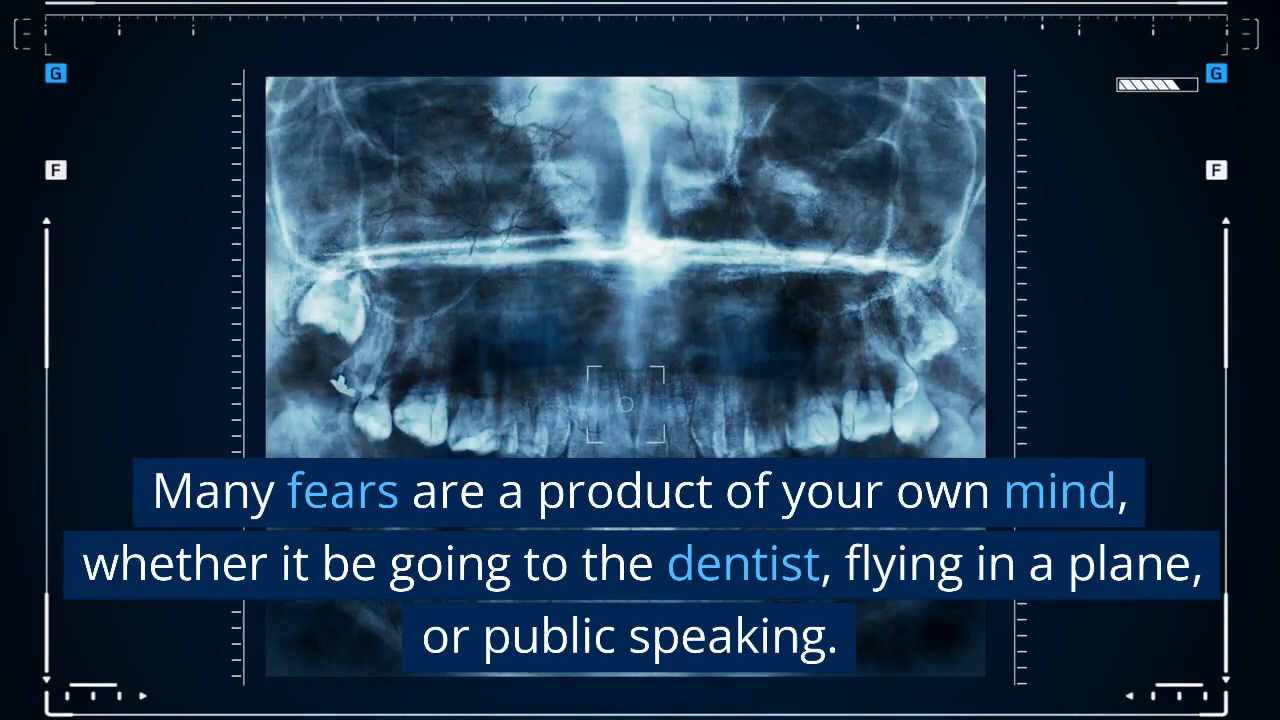 G
G
F
F
Many fears are a product of your own mind,
whether it be going to the dentist, flying in a plane,
or public speaking.